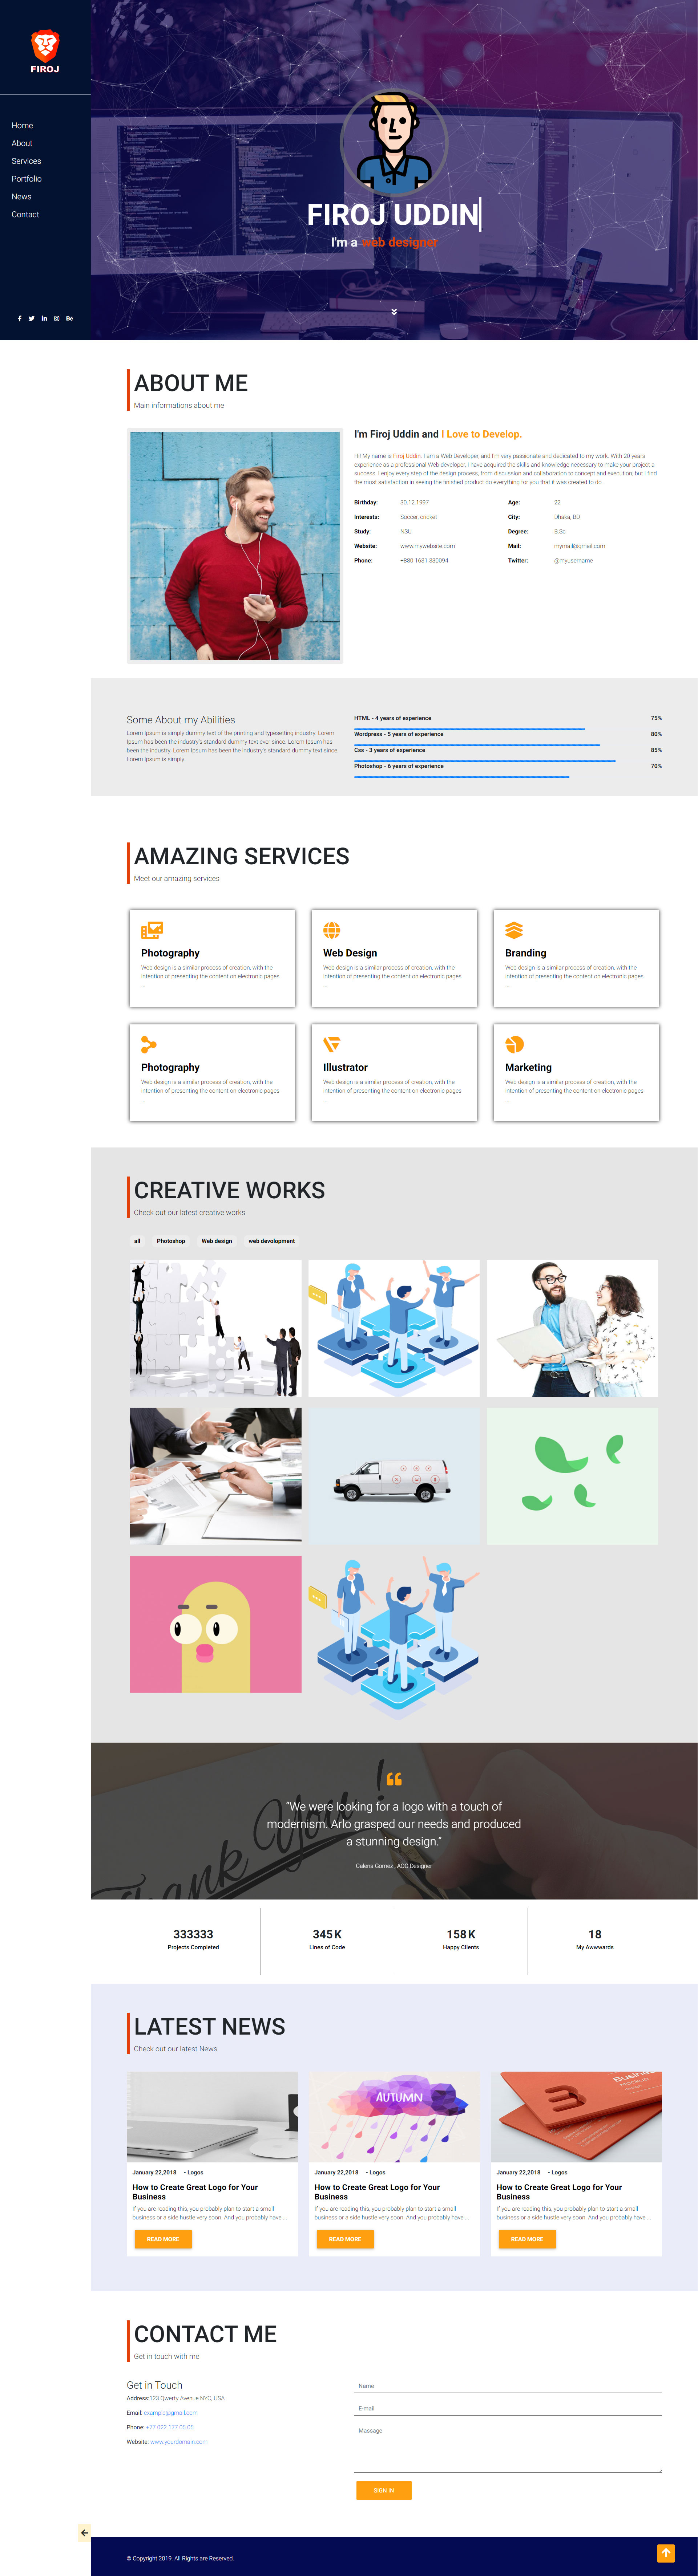 FIROJ
Home
About
Services
Portfolio
News
Contact
FIROJ UDDIN
I'm a web designer
ABOUT ME
Main informations about me
I'm Firoj Uddin and I Love to Develop.
Hi! My name is Firoj Uddin. I am a Web Developer, and I'm very passionate and dedicated to my work. With 20 years
experience as a professional Web developer, I have acquired the skills and knowledge necessary to make your project a
success. I enjoy every step of the design process, from discussion and collaboration to concept and execution, but I find
the most satisfaction in seeing the finished product do everything for you that it was created to do.
Birthday: 30.12.1997 Age: 22
Interests: Soccer, cricket City: Dhaka, BD
Study: NSU Degree: B.Sc
Website: www.mywebsite.com Mail: mymail@gmail.com
Phone: +880 1631 330094 Twitter: @myusername
Some About my Abilities
Lorem Ipsum is simply dummy text of the printing and typesetting industry. Lorem
Ipsum has been the industry's standard dummy text ever since. Lorem Ipsum has
been the industry. Lorem Ipsum has been the industry's standard dummy text since.
Lorem Ipsum is simply.
HTML - 4 years of experience 75%
Wordpress - 5 years of experience 80%
Css - 3 years of experience 85%
Photoshop - 6 years of experience 70%
AMAZING SERVICES
Meet our amazing services
Photography
Web design is a similar process of creation, with the
intention of presenting the content on electronic pages
...
Web Design
Web design is a similar process of creation, with the
intention of presenting the content on electronic pages
...
Branding
Web design is a similar process of creation, with the
intention of presenting the content on electronic pages
...
Photography
Web design is a similar process of creation, with the
intention of presenting the content on electronic pages
...
Illustrator
Web design is a similar process of creation, with the
intention of presenting the content on electronic pages
...
Marketing
Web design is a similar process of creation, with the
intention of presenting the content on electronic pages
...
CREATIVE WORKS
Check out our latest creative works
all Photoshop Web design web devolopment
“We were looking for a logo with a touch of
modernism. Arlo grasped our needs and produced
a stunning design.”
Calena Gomez , AOC Designer
Thank You!
333333
Projects Completed
345 K
Lines of Code
158 K
Happy Clients
18
My Awwwards
LATEST NEWS
Check out our latest News
January 22,2018 - Logos
How to Create Great Logo for Your
Business
If you are reading this, you probably plan to start a small
business or a side hustle very soon. And you probably have ...
READ MORE
AUTUMN
January 22,2018 - Logos
How to Create Great Logo for Your
Business
If you are reading this, you probably plan to start a small
business or a side hustle very soon. And you probably have ...
READ MORE
Business
Mockup
January 22,2018 - Logos
How to Create Great Logo for Your
Business
If you are reading this, you probably plan to start a small
business or a side hustle very soon. And you probably have ...
READ MORE
CONTACT ME
Get in touch with me
Get in Touch
Address:123 Qwerty Avenue NYC, USA
Email: example@gmail.com
Phone: +77 022 177 05 05
Website: www.yourdomain.com
Name
E-mail
Massage
SIGN IN
© Copyright 2019. All Rights are Reserved.